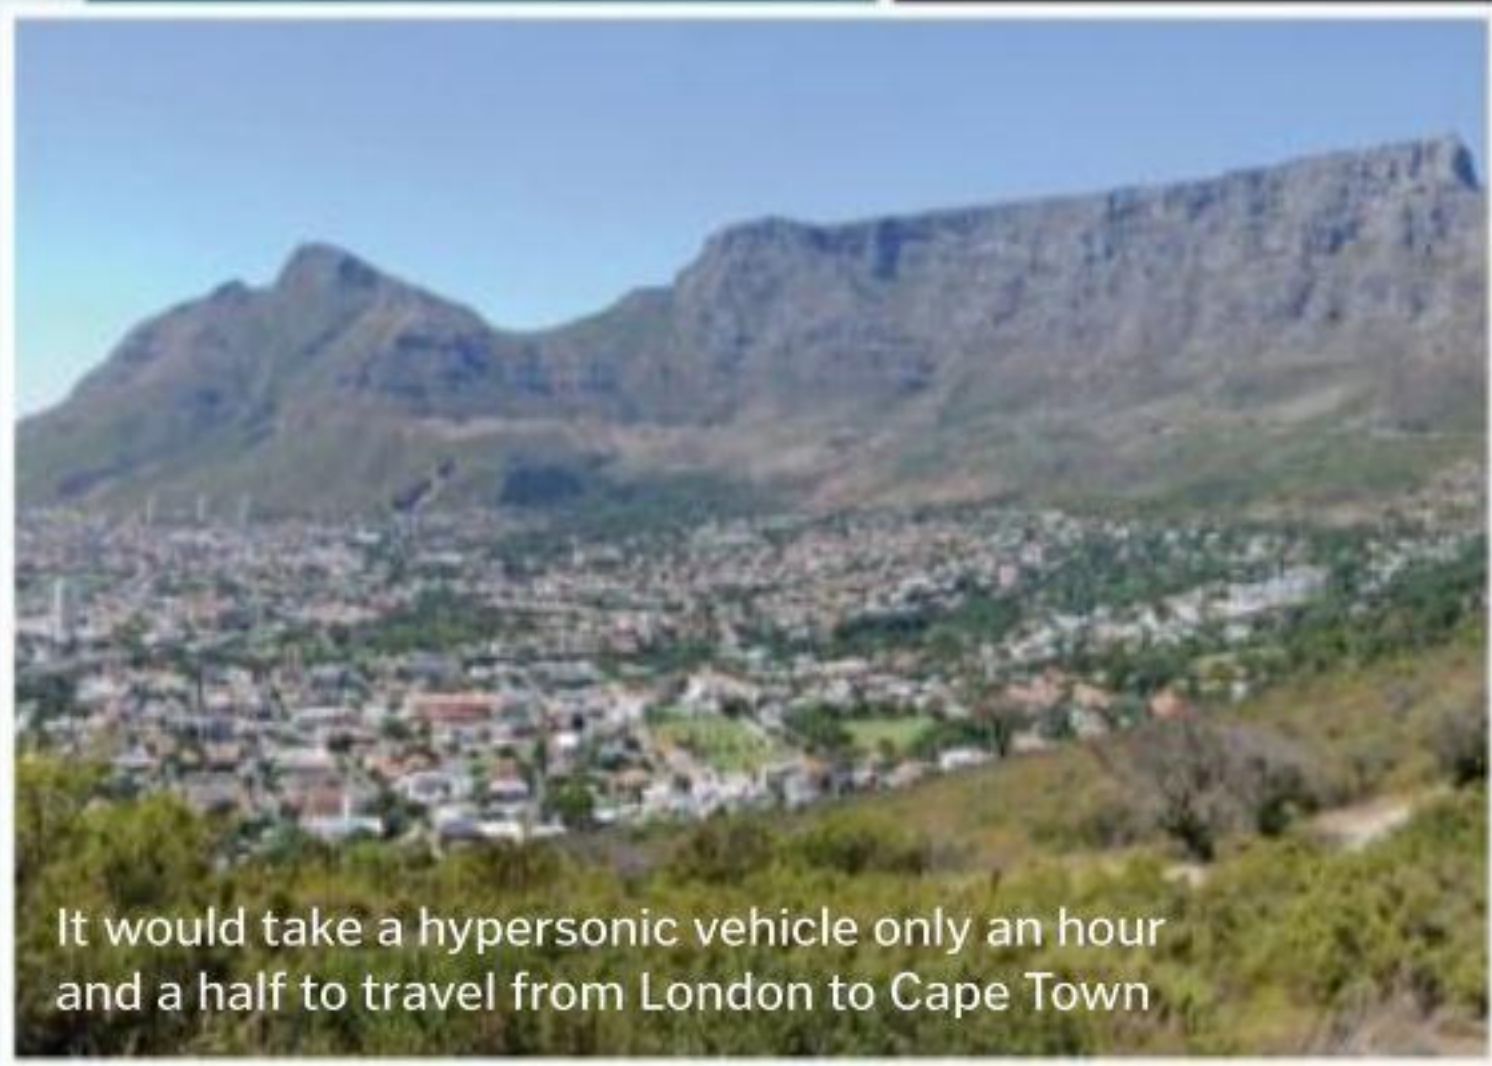 It would take a hypersonic vehicle only an hour
and a half to travel from London to Cape Town